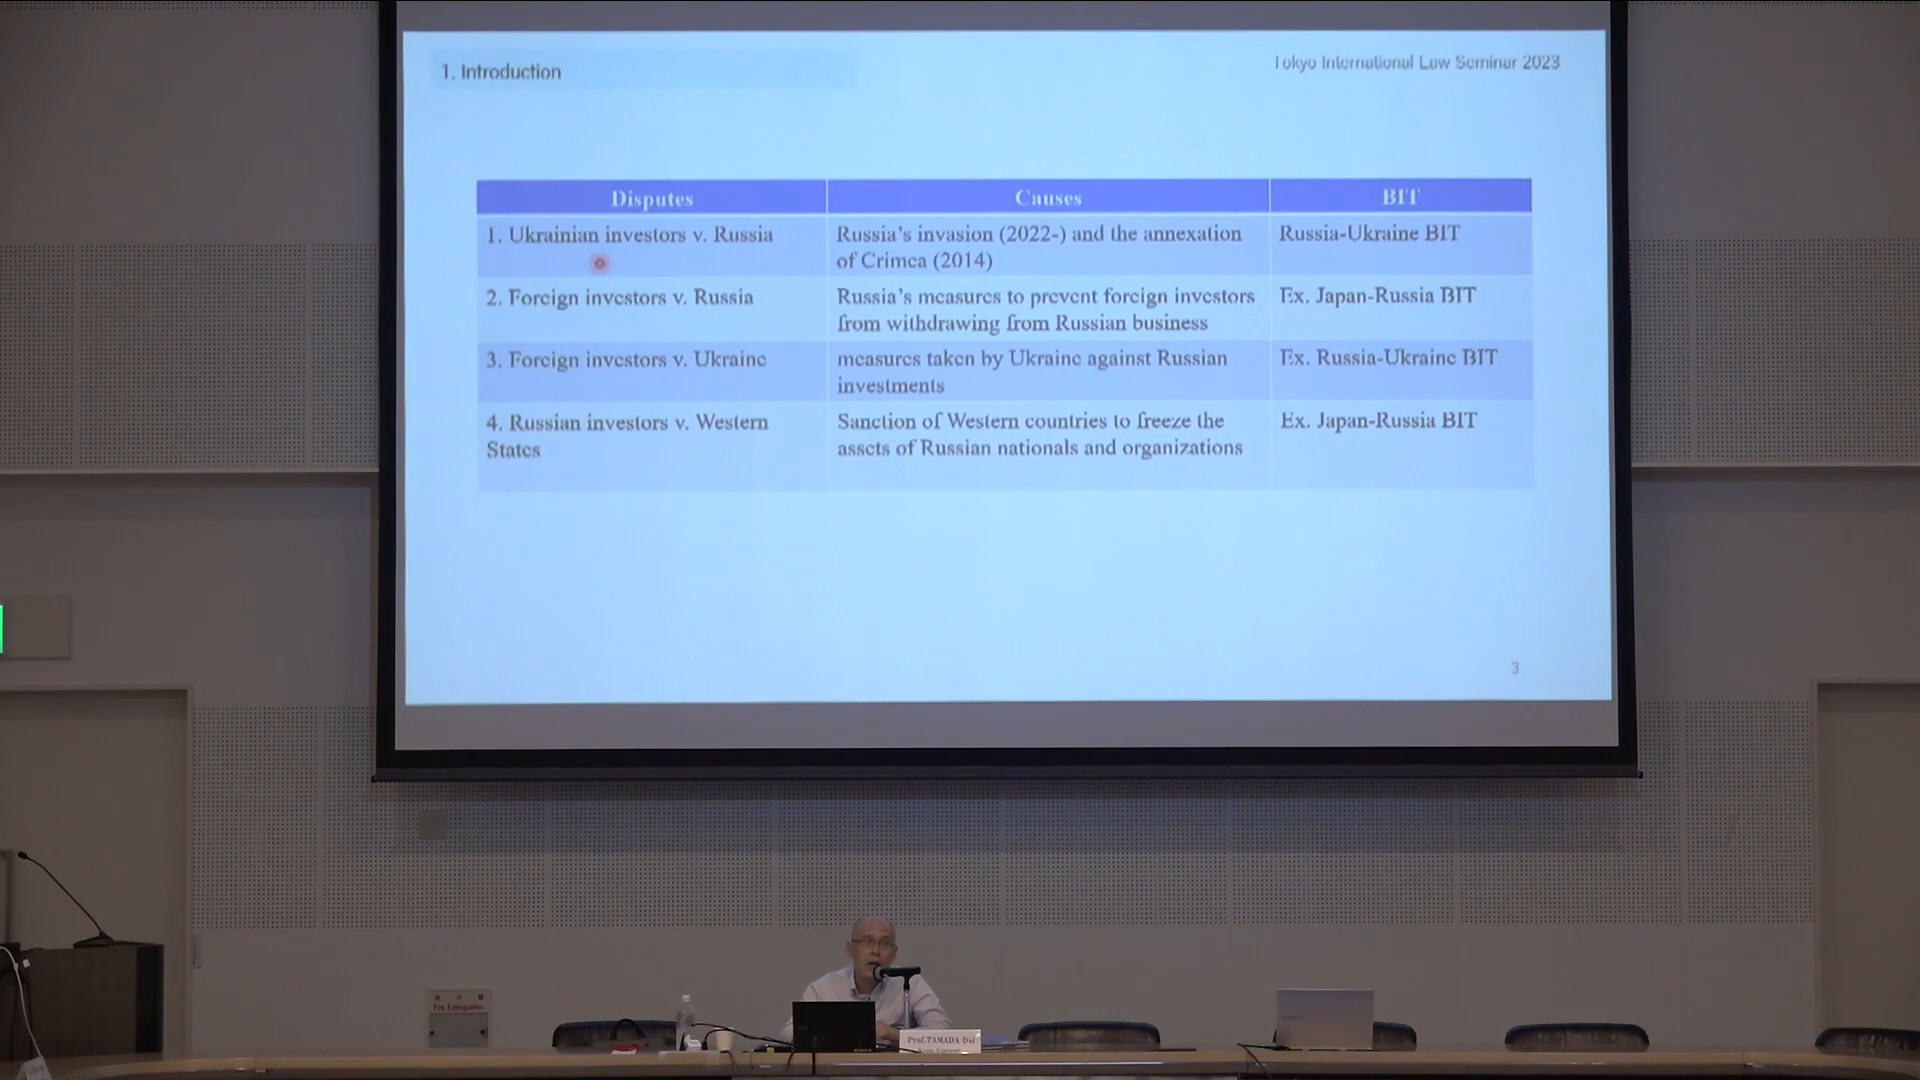 1. Introduction
Tokyo International Law Seminar 2023
Disputes
Causes
BIT
1. Ukrainian investors v. Russia
Russia's invasion (2022-) and the annexation
of Crimea (2014)
Russia-Ukraine BIT
2. Foreign investors v. Russia
Russia's measures to prevent foreign investors
from withdrawing from Russian business
Ex. Japan-Russia BIT
3. Foreign investors v. Ukraine
measures taken by Ukraine against Russian
investments
Ex. Russia-Ukraine BIT
4. Russian investors v. Western
States
Sanction of Western countries to freeze the
assets of Russian nationals and organizations
Ex. Japan-Russia BIT
3
Fire Extinguisher
Prof.TAMADA Dai